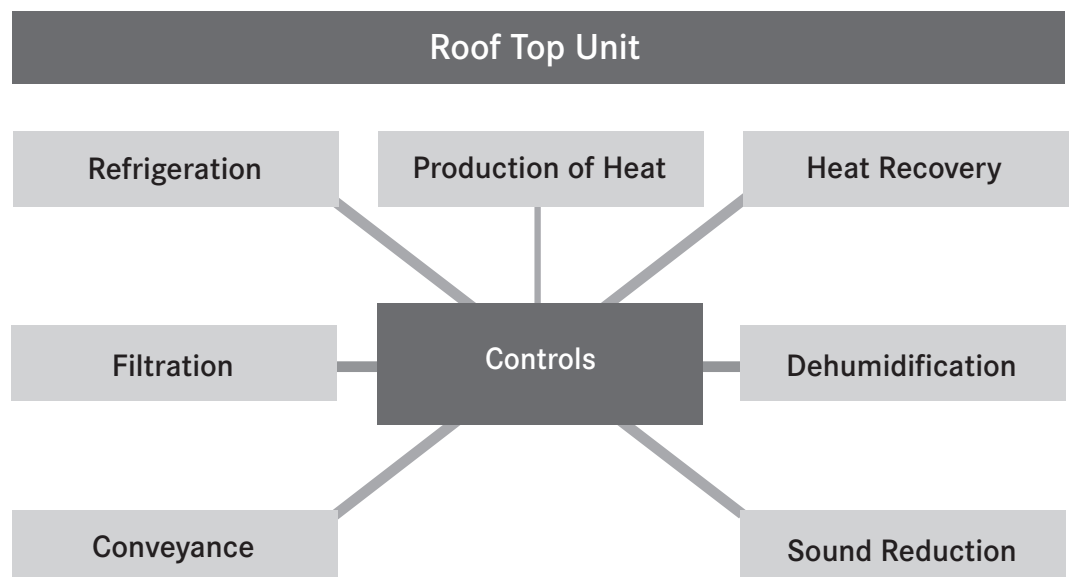 Roof Top Unit
Refrigeration
Production of Heat
Heat Recovery
Filtration
Controls
Dehumidification
Conveyance
Sound Reduction